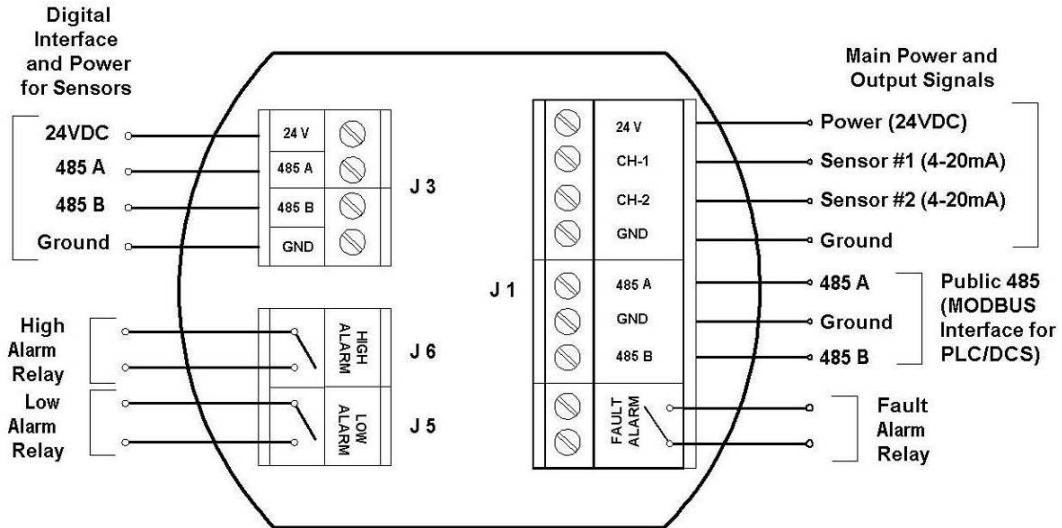 Digital
Interface
and Power
for Sensors
24VDC
485 A
485 B
Ground
24 V
485 A
485 B
GND
J 3
High
Alarm
Relay
HIGH
ALARM
J 6
Low
Alarm
Relay
LOW
ALARM
J 5
J 1
24 V
CH-1
CH-2
GND
485 A
GND
485 B
FAULT
ALARM
Main Power and
Output Signals
Power (24VDC)
Sensor #1 (4-20mA)
Sensor #2 (4-20mA)
Ground
485 A
Ground
485 B
Public 485
(MODBUS
Interface for
PLC/DCS)
Fault
Alarm
Relay